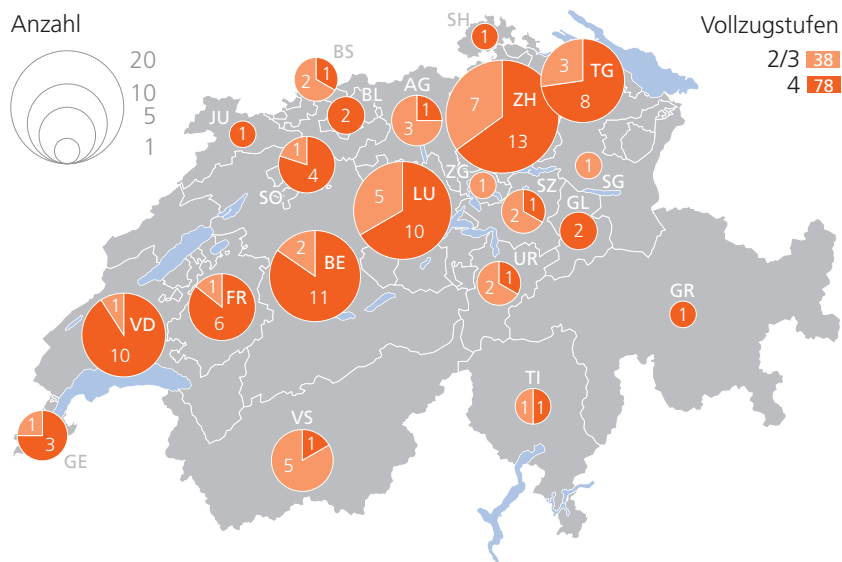 Anzahl
20
10
5
1
Vollzugstufen
2/3 38
4 78
SH
1
BS
2 1
BL
2
AG
1
3
ZH
7
13
TG
3
8
JU
1
SO
1
4
LU
5
10
ZG
1
SZ
2 1
SG
1
GL
2
UR
2 1
BE
2
11
FR
1
6
VD
1
10
GE
1
3
VS
1
5
TI
1 1
GR
1